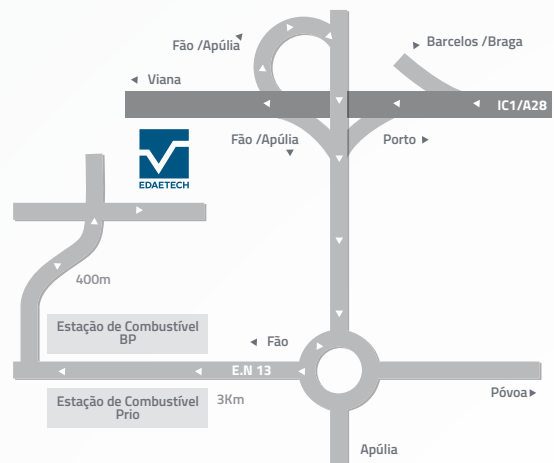 Fão /Apúlia
Barcelos /Braga
Viana
IC1/A28
Fão /Apúlia
Porto
EDAETECH
400m
Estação de Combustível
BP
Fão
E.N 13
Estação de Combustível
Prio
3Km
Póvoa
Apúlia